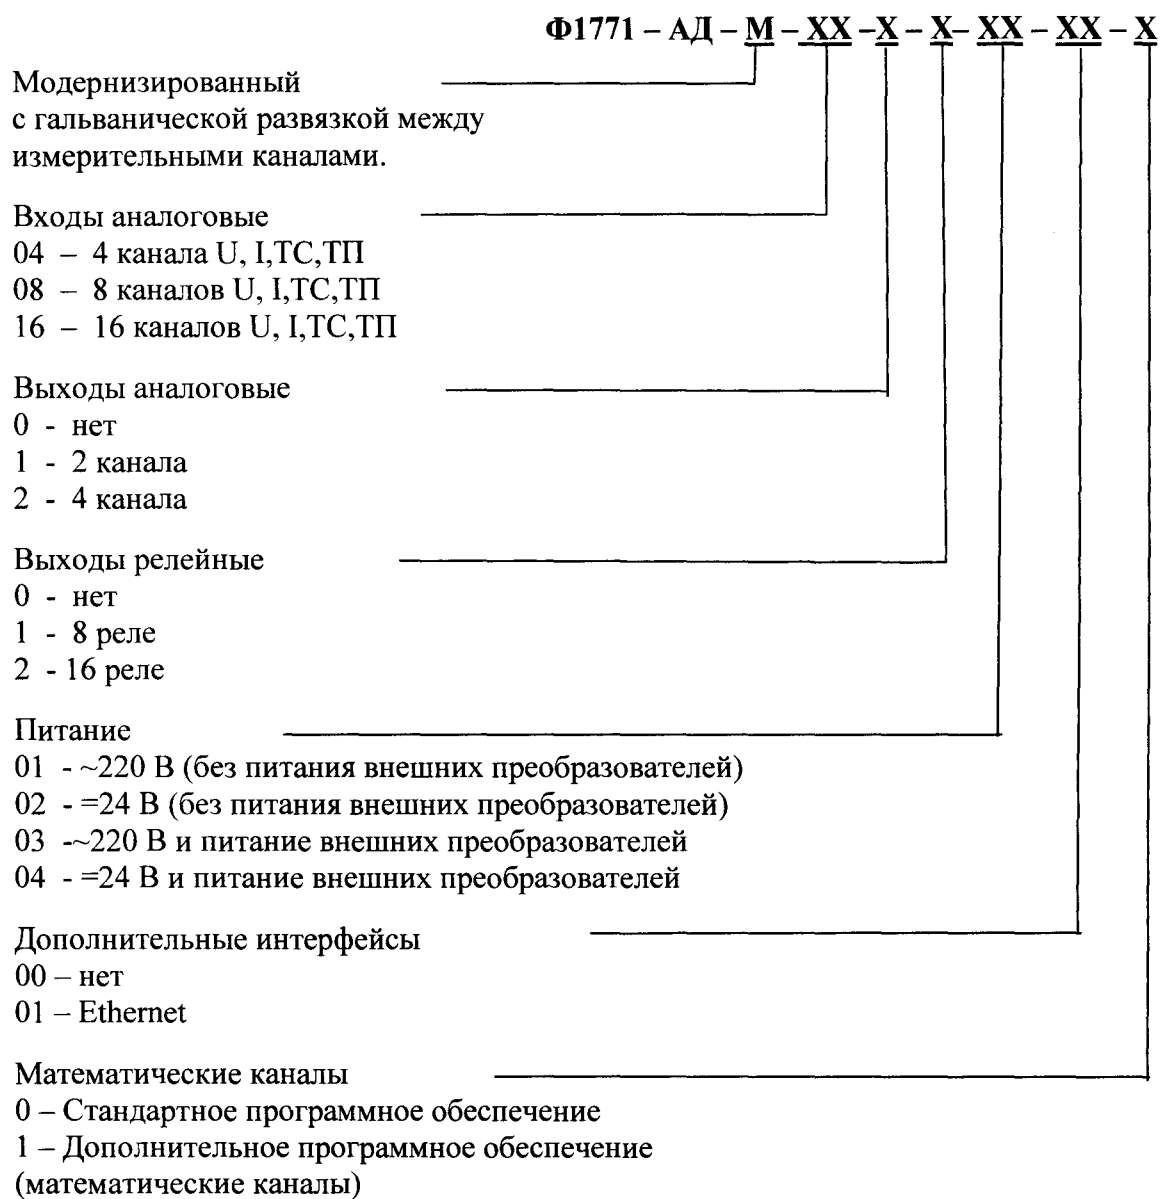 Ф1771 – АД – М – ХХ –Х – Х– ХХ – ХХ – Х
Модернизированный
с гальванической развязкой между
измерительными каналами.
Входы аналоговые
04 – 4 канала U, I,ТС,ТП
08 – 8 каналов U, I,ТС,ТП
16 – 16 каналов U, I,ТС,ТП
Выходы аналоговые
0 - нет
1 - 2 канала
2 - 4 канала
Выходы релейные
0 - нет
1 - 8 реле
2 - 16 реле
Питание
01 - ~220 В (без питания внешних преобразователей)
02 - =24 В (без питания внешних преобразователей)
03 -~220 В и питание внешних преобразователей
04 - =24 В и питание внешних преобразователей
Дополнительные интерфейсы
00 – нет
01 – Ethernet
Математические каналы
0 – Стандартное программное обеспечение
1 – Дополнительное программное обеспечение
(математические каналы)